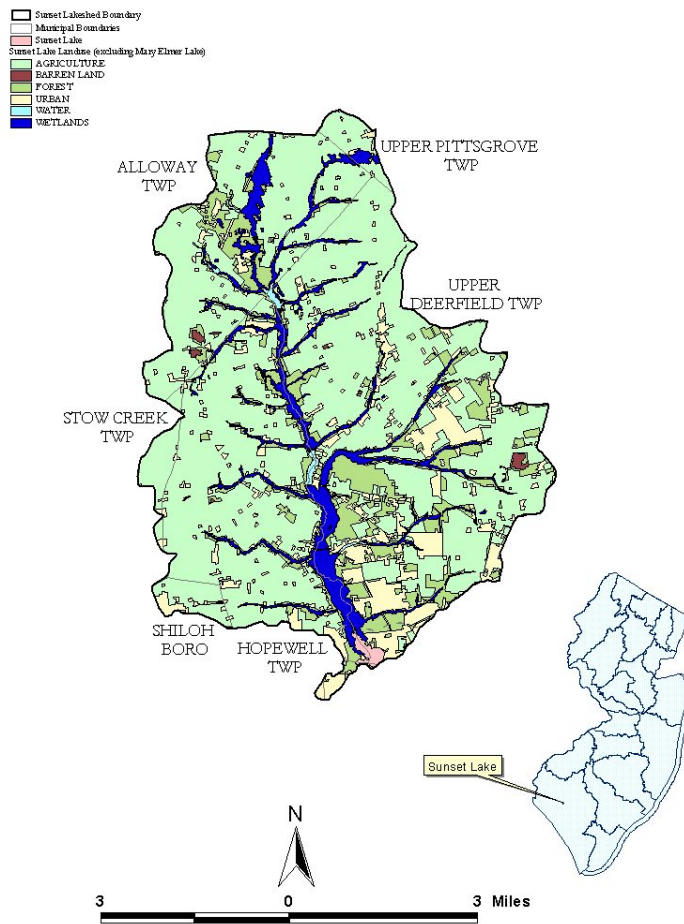 Sunset Lakeshed Boundary
Municipal Boundaries
Sunset Lake
Sunset Lake Landuse (excluding Mary Elmer Lake)
AGRICULTURE
BARREN LAND
FOREST
URBAN
WATER
WETLANDS
UPPER PITTSGROVE
TWP
ALLOWAY
TWP
UPPER
DEERFIELD TWP
STOW CREEK
TWP
SHILOH
BORO
HOPEWELL
TWP
Sunset Lake
N
3 0 3 Miles